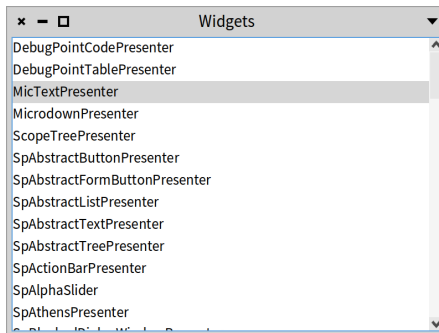 Widgets
DebugPointCodePresenter
DebugPointTablePresenter
MicTextPresenter
MicrodownPresenter
ScopeTreePresenter
SpAbstractButtonPresenter
SpAbstractFormButtonPresenter
SpAbstractListPresenter
SpAbstractTextPresenter
SpAbstractTreePresenter
SpActionBarPresenter
SpAlphaSlider
SpAthensPresenter